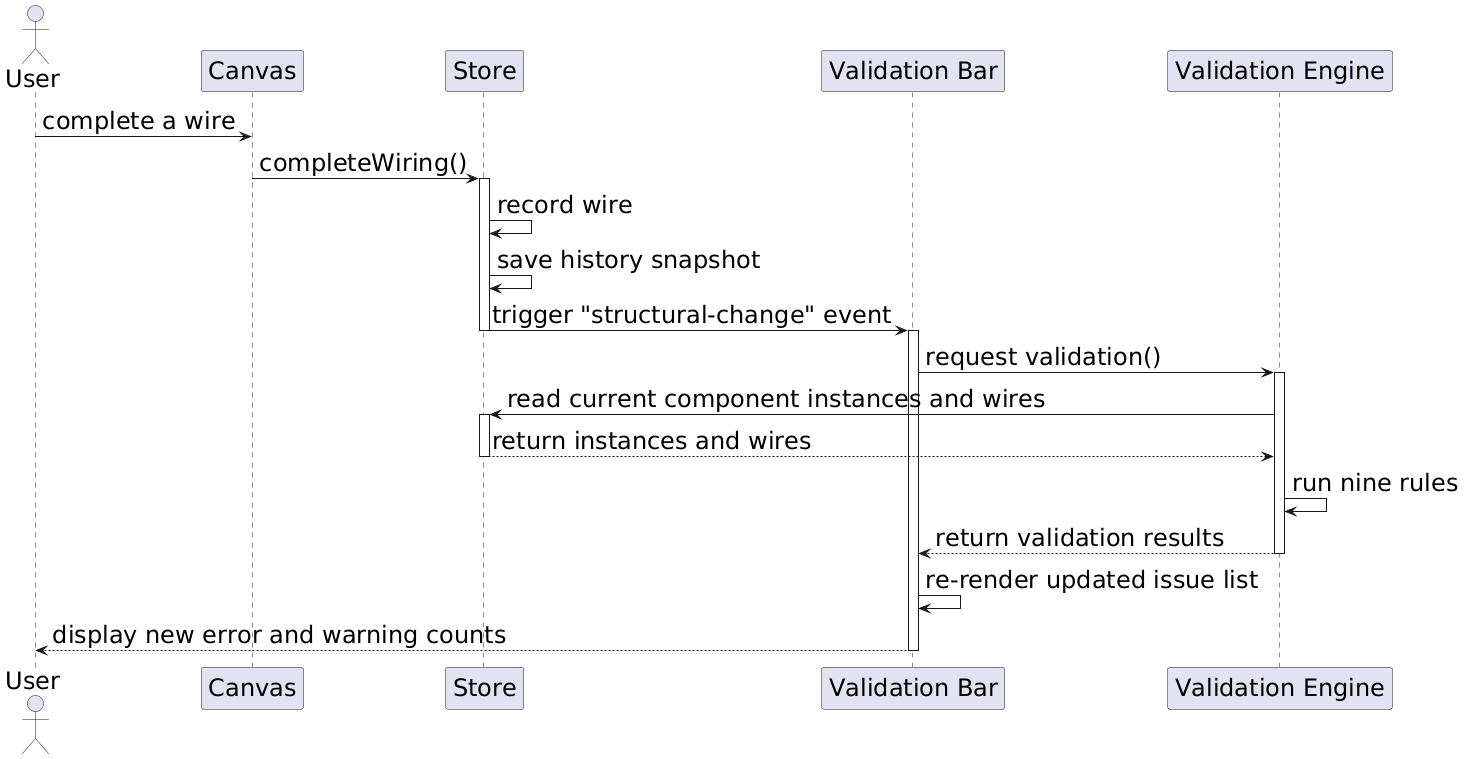 User
Canvas
Store
Validation Bar
Validation Engine
complete a wire
completeWiring()
record wire
save history snapshot
trigger "structural-change" event
request validation()
read current component instances and wires
return instances and wires
run nine rules
return validation results
re-render updated issue list
display new error and warning counts
User
Canvas
Store
Validation Bar
Validation Engine